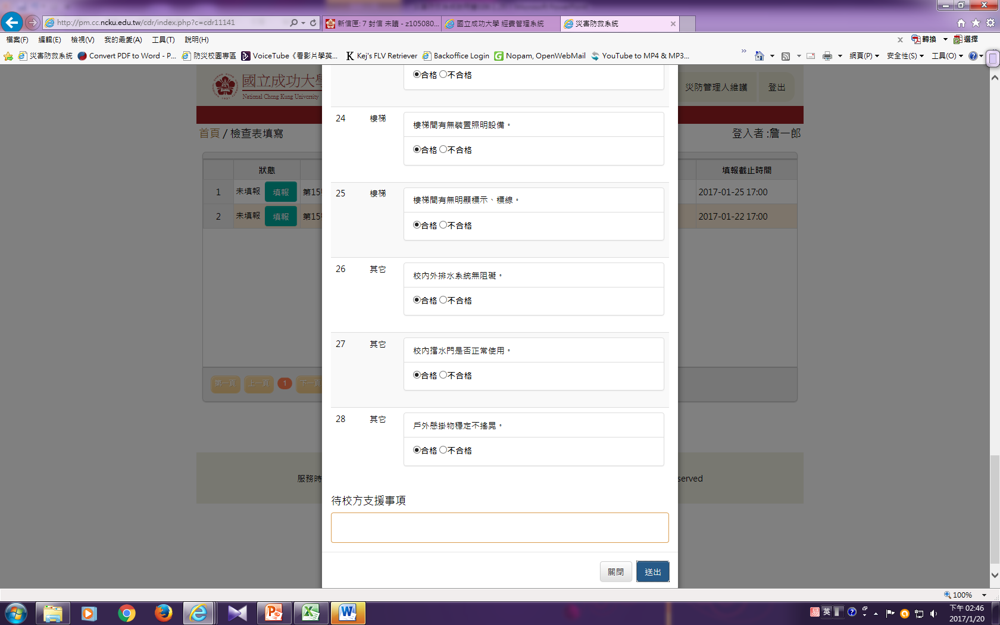 http://pm.cc.ncku.edu.tw/cdr/index.php?c=cdr11141
新信匣: 7 封信 未讀 - z105080...
國立成功大學 經費管理系統
災害防救系統
檔案(F) 編輯(E) 檢視(V) 我的最愛(A) 工具(T) 說明(H)
轉換 選擇
災害防救系統
Convert PDF to Word - P...
防災校園專區
VoiceTube《看影片學英...
Kej's FLV Retriever
Backoffice Login
Nopam, OpenWebMail
YouTube to MP4 & MP3...
網頁(P) 安全性(S) 工具(O)
國立成功大學
National Cheng Kung University
災防管理人維護 登出
首頁 / 檢查表填寫
登入者 :詹一郎
狀態 填報截止時間
1 未填報 填報 第15 2017-01-25 17:00
2 未填報 填報 第15 2017-01-22 17:00
第一頁 上一頁 1 下一頁
合格 不合格
24 樓梯 樓梯間有無裝置照明設備。
合格 不合格
25 樓梯 樓梯間有無明顯標示、標線。
合格 不合格
26 其它 校內外排水系統無阻礙。
合格 不合格
27 其它 校內擋水門是否正常使用。
合格 不合格
28 其它 戶外懸掛物穩定不搖晃。
合格 不合格
服務時
served
待校方支援事項
關閉 送出
100%
易 英
下午 02:46
2017/1/20